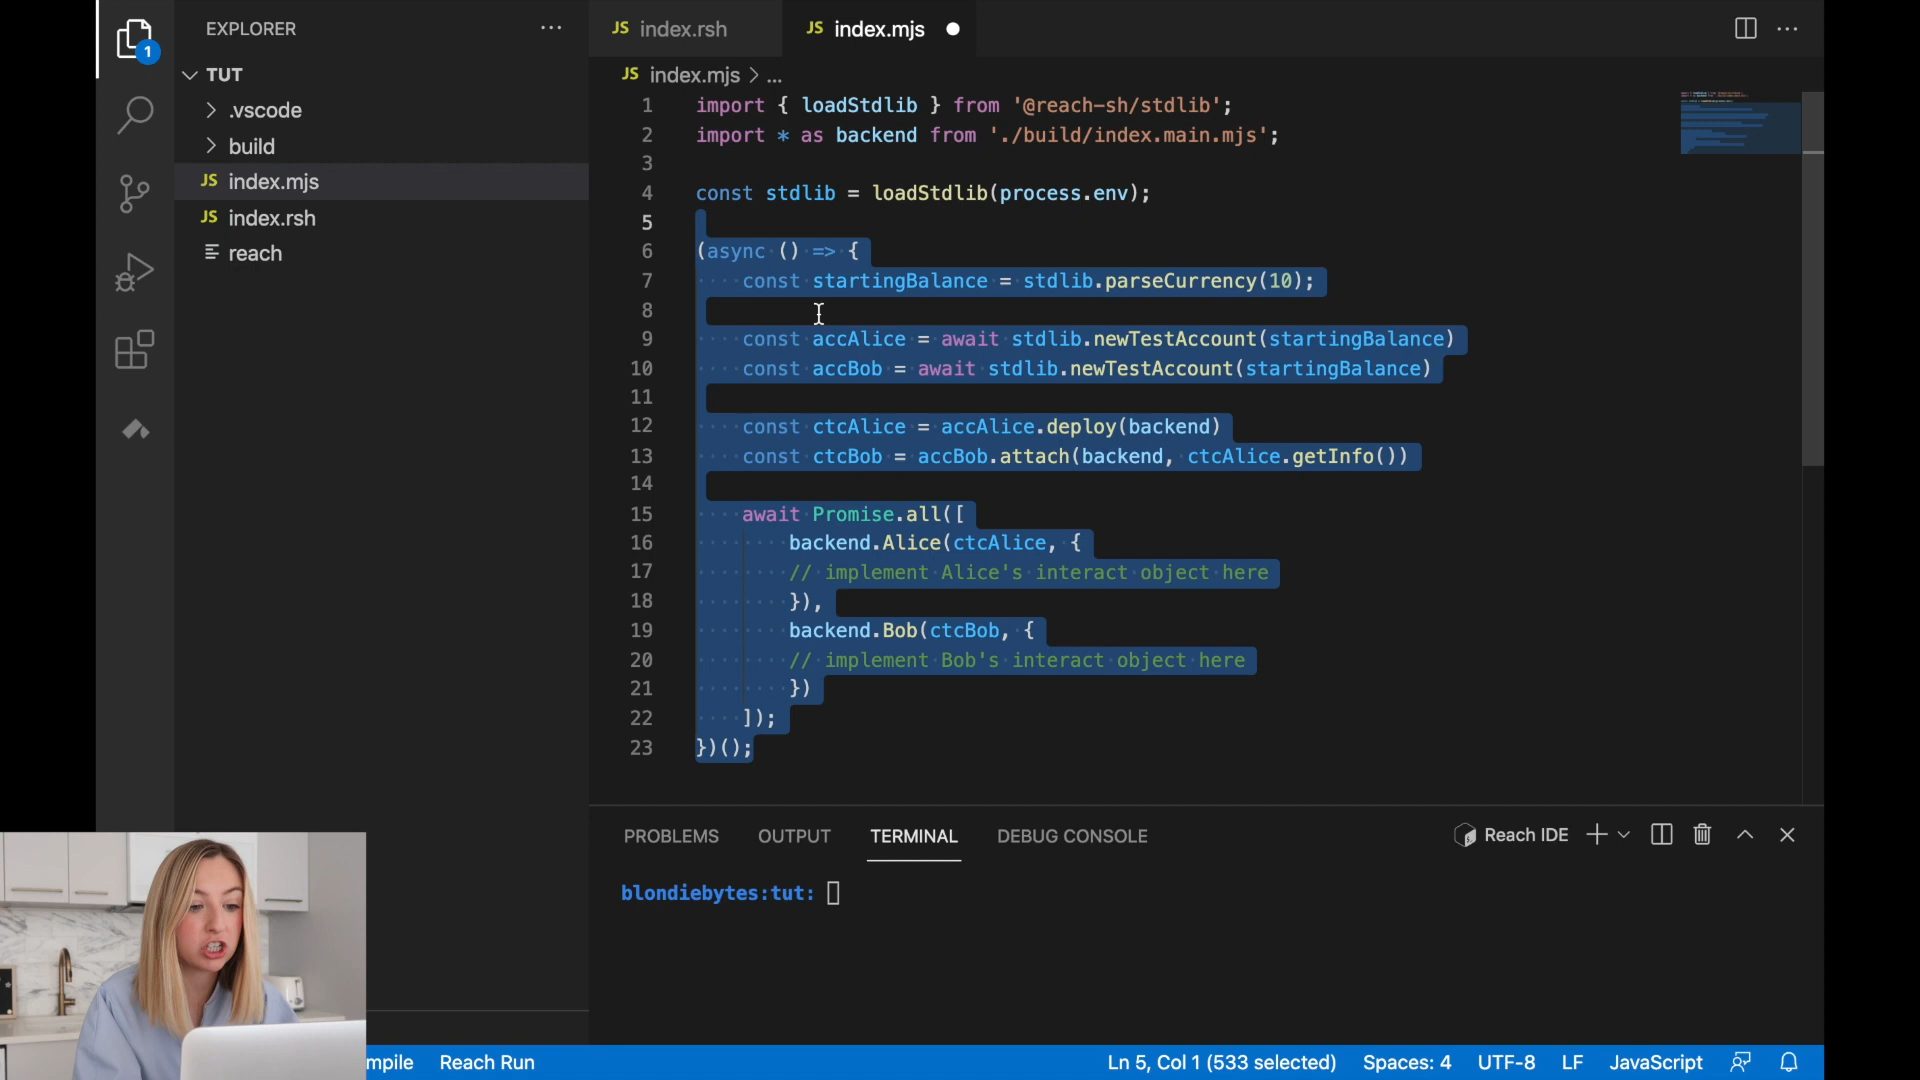 EXPLORER
TUT
.vscode
build
JS index.mjs
JS index.rsh
reach
1
JS index.rsh
JS index.mjs
JS index.mjs > ...
1 import { loadStdlib } from '@reach-sh/stdlib';
2 import * as backend from './build/index.main.mjs';
3
4 const stdlib = loadStdlib(process.env);
5
6 (async () => {
7 const startingBalance = stdlib.parseCurrency(10);
8
9 const accAlice = await stdlib.newTestAccount(startingBalance)
10 const accBob = await stdlib.newTestAccount(startingBalance)
11
12 const ctcAlice = accAlice.deploy(backend)
13 const ctcBob = accBob.attach(backend, ctcAlice.getInfo())
14
15 await Promise.all([
16 backend.Alice(ctcAlice, {
17 // implement Alice's interact object here
18 }),
19 backend.Bob(ctcBob, {
20 // implement Bob's interact object here
21 })
22 ]);
23 })();
PROBLEMS OUTPUT TERMINAL DEBUG CONSOLE Reach IDE
blondiebytes:tut:
mpile Reach Run Ln 5, Col 1 (533 selected) Spaces: 4 UTF-8 LF JavaScript